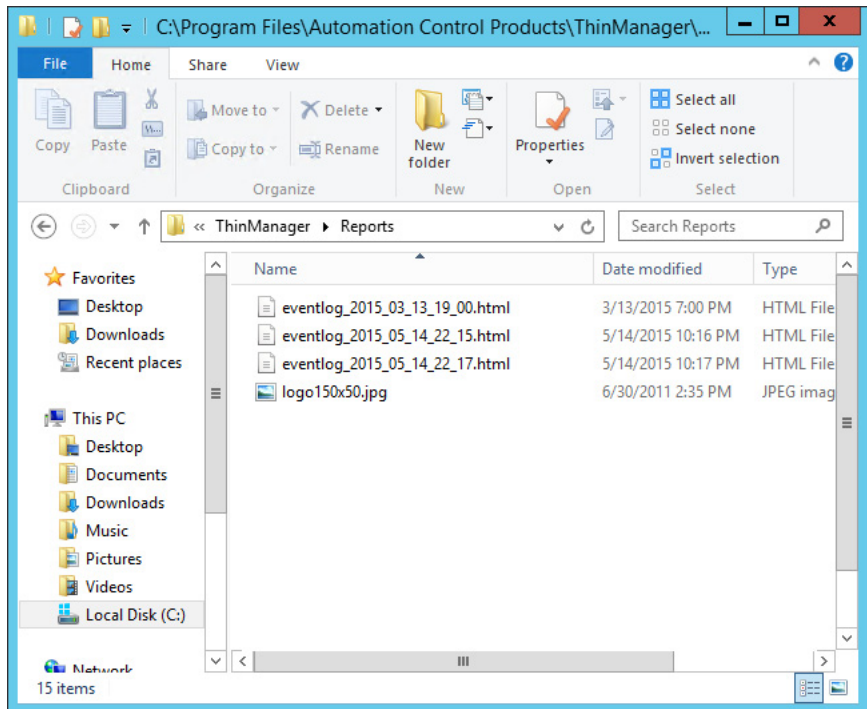 C:\Program Files\Automation Control Products\ThinManager\...
File Home Share View
Copy Paste Move to Copy to Delete Rename New folder Properties Select all Select none Invert selection
Clipboard Organize New Open Select
« ThinManager Reports Search Reports
Name Date modified Type
Favorites
Desktop
Downloads
Recent places
This PC
Desktop
Documents
Downloads
Music
Pictures
Videos
Local Disk (C:)
Network
eventlog_2015_03_13_19_00.html 3/13/2015 7:00 PM HTML File
eventlog_2015_05_14_22_15.html 5/14/2015 10:16 PM HTML File
eventlog_2015_05_14_22_17.html 5/14/2015 10:17 PM HTML File
logo150x50.jpg 6/30/2011 2:35 PM JPEG imag
15 items